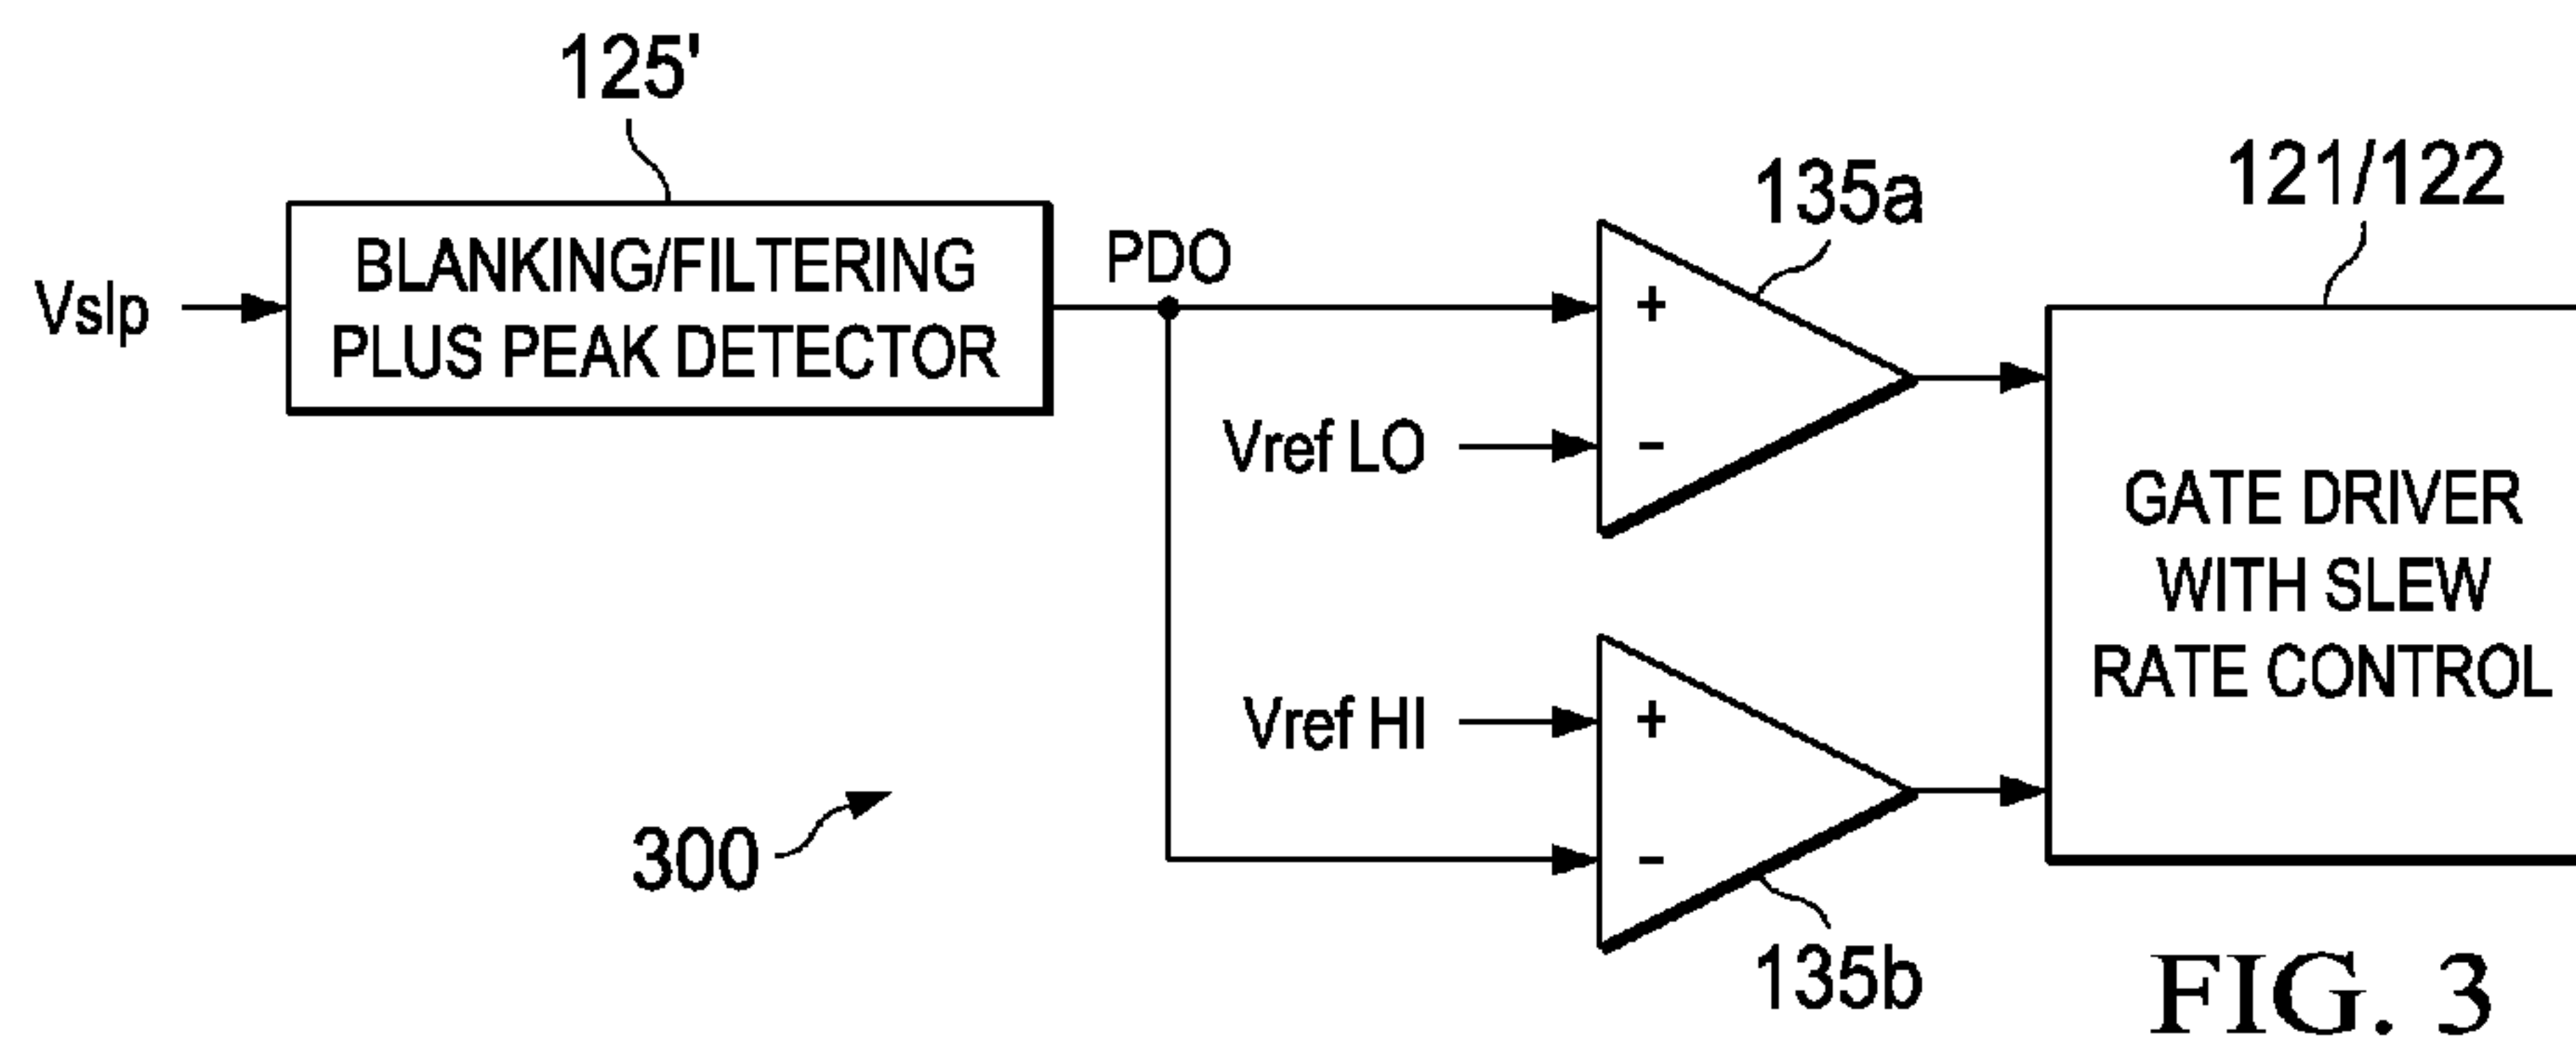 125'
BLANKING/FILTERING
PLUS PEAK DETECTOR
Vslp
PDO
135a
+
Vref LO
-
121/122
GATE DRIVER
WITH SLEW
RATE CONTROL
Vref HI
+
-
135b
300
FIG. 3